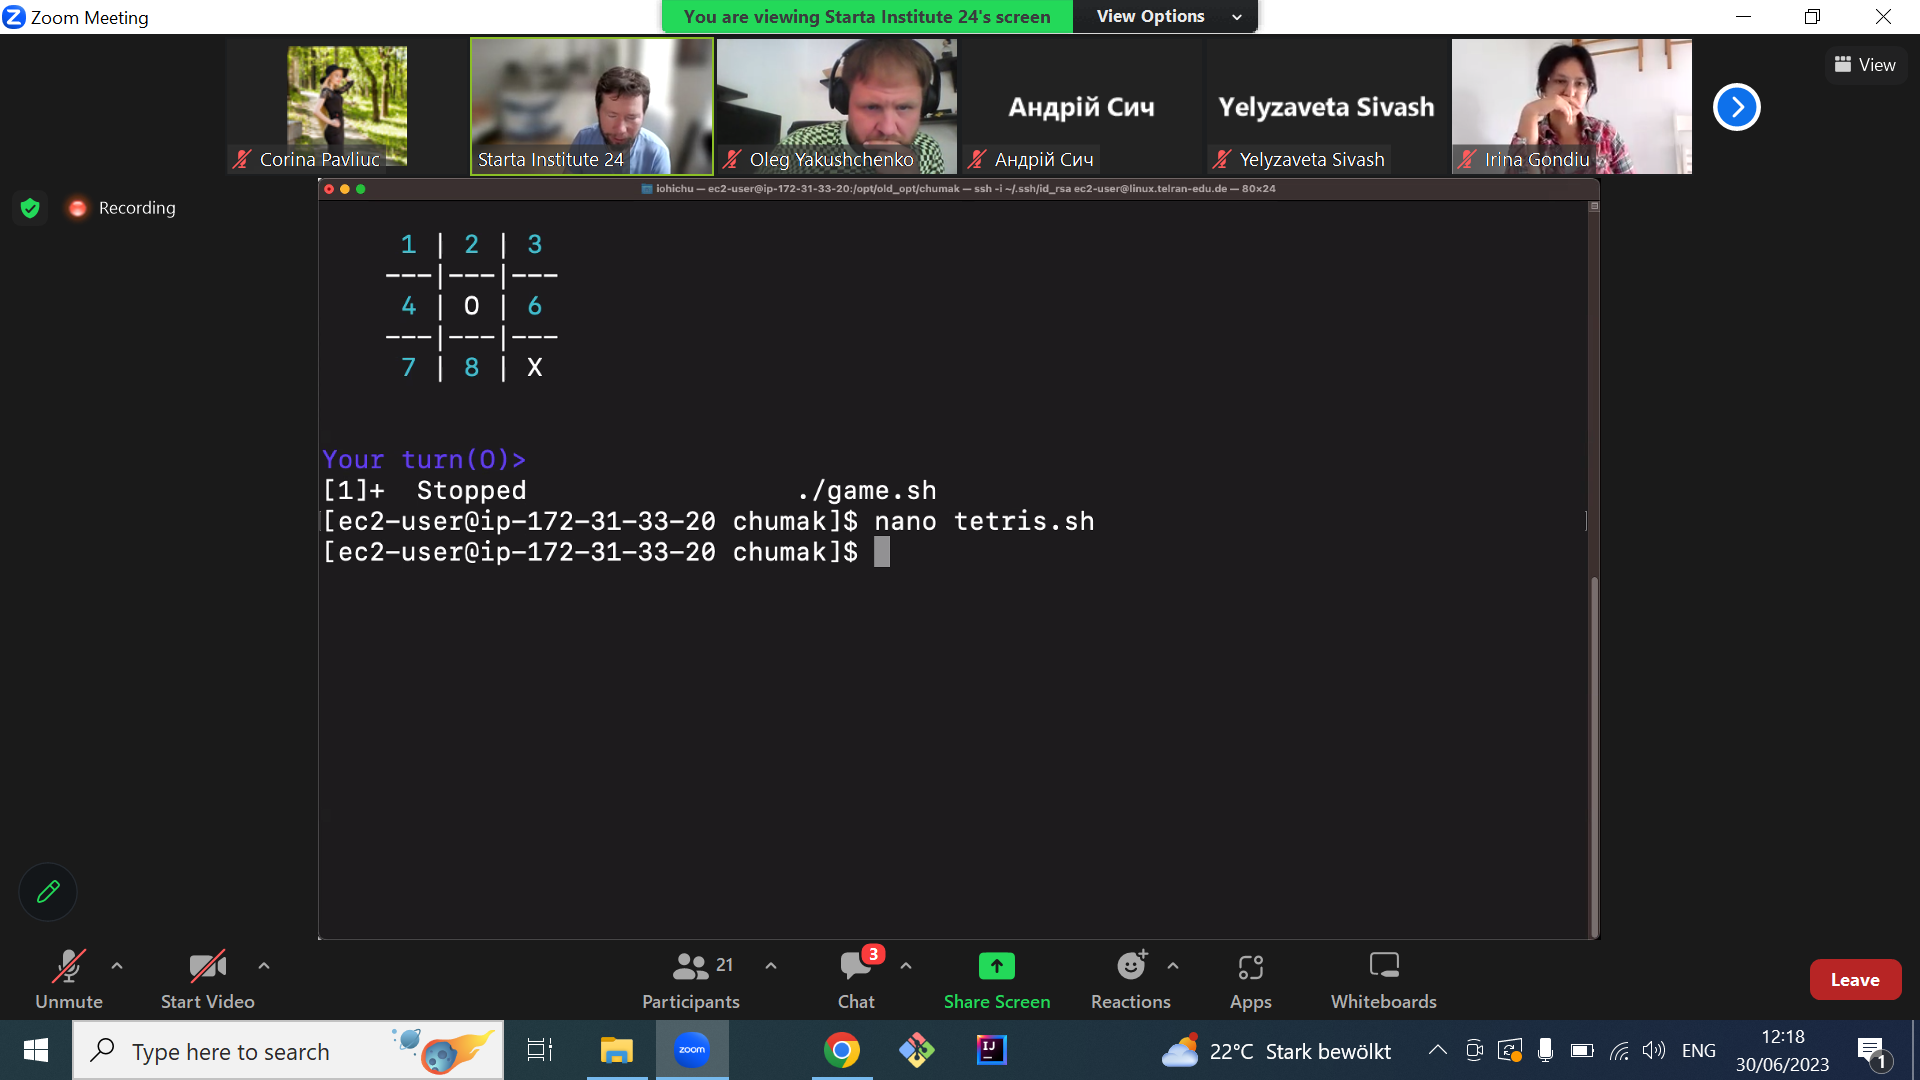 Zoom Meeting
You are viewing Starta Institute 24's screen
View Options
View
Андрій Сич
Yelyzaveta Sivash
Corina Pavliuc
Starta Institute 24
Oleg Yakushchenko
Андрій Сич
Yelyzaveta Sivash
Irina Gondiu
Recording
iohichu — ec2-user@ip-172-31-33-20:/opt/old_opt/chumak — ssh -i ~/.ssh/id_rsa ec2-user@linux.telran-edu.de — 80×24
1 | 2 | 3
---|---|---
4 | O | 6
---|---|---
7 | 8 | X
Your turn(O)>
[1]+  Stopped                 ./game.sh
[ec2-user@ip-172-31-33-20 chumak]$ nano tetris.sh
[ec2-user@ip-172-31-33-20 chumak]$
21
3
Unmute
Start Video
Participants
Chat
Share Screen
Reactions
Apps
Whiteboards
Leave
Type here to search
zoom
IJ
22°C Stark bewölkt
ENG
12:18
30/06/2023
1